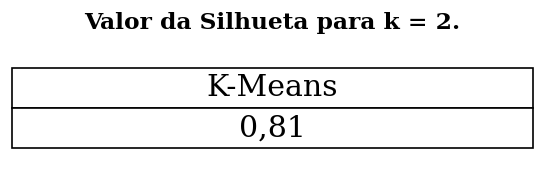 Valor da Silhueta para k = 2.
K-Means
0,81